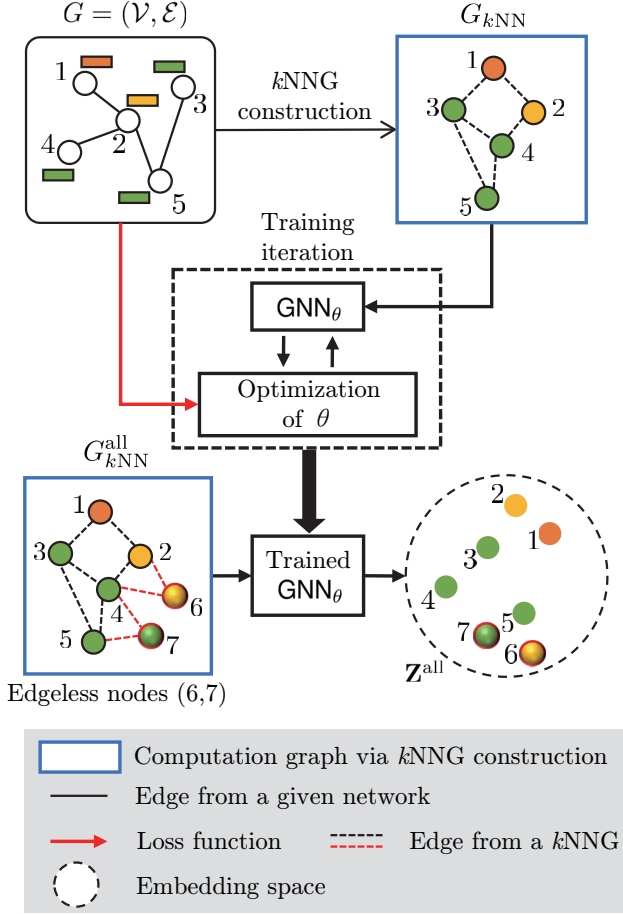 G = (𝒱, ℰ)
G_kNN
1
3
2
4
5
kNNG
construction
1
3
2
4
5
Training
iteration
GNN_θ
Optimization
of θ
G^all_kNN
1
3
2
4
6
5
7
Trained
GNN_θ
2
1
3
4
5
7
6
Z^all
Edgeless nodes (6,7)
Computation graph via kNNG construction
Edge from a given network
Loss function
Edge from a kNNG
Embedding space